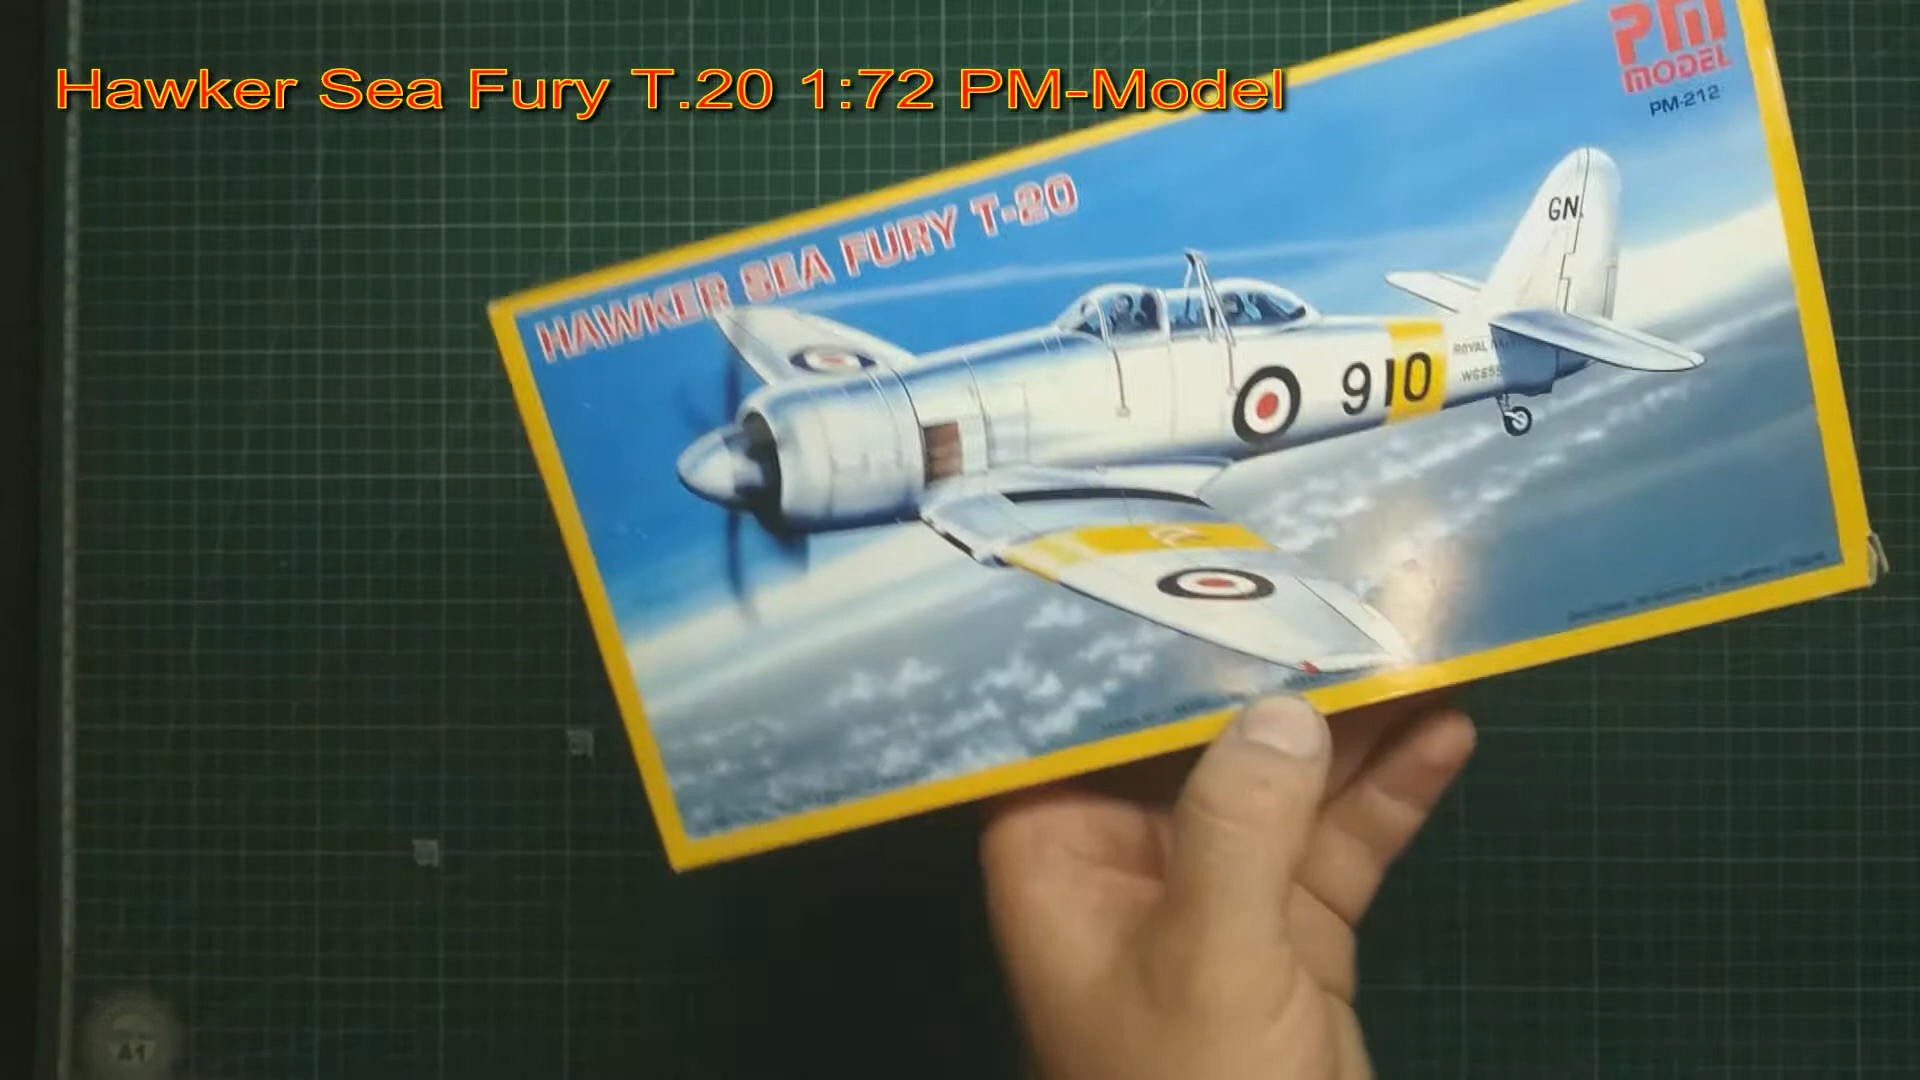 Hawker Sea Fury T.20 1:72 PM-Model
PM
MODEL
PM-212
HAWKER SEA FURY T-20
GN
910
ROYAL
A1